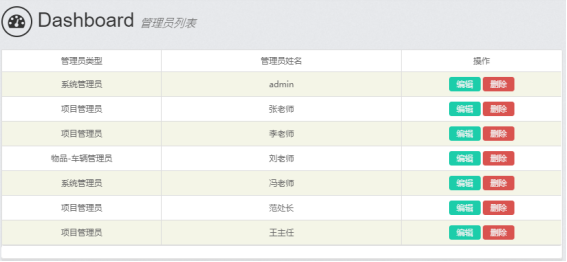 Dashboard 管理员列表
管理员类型 管理员姓名 操作
系统管理员 admin 编辑 删除
项目管理员 张老师 编辑 删除
项目管理员 李老师 编辑 删除
物品-车辆管理员 刘老师 编辑 删除
系统管理员 冯老师 编辑 删除
项目管理员 范处长 编辑 删除
项目管理员 王主任 编辑 删除